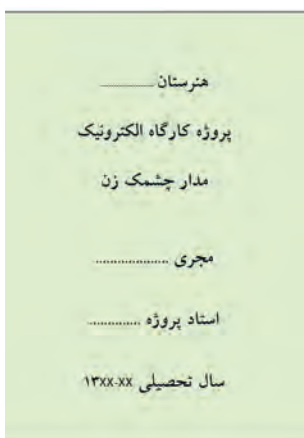 هنرستان ..............
پروژه کارگاه الکترونیک
مدار چشمک زن
مجری ....................
استاد پروژه ..............
سال تحصیلی ۱۳xx-xx